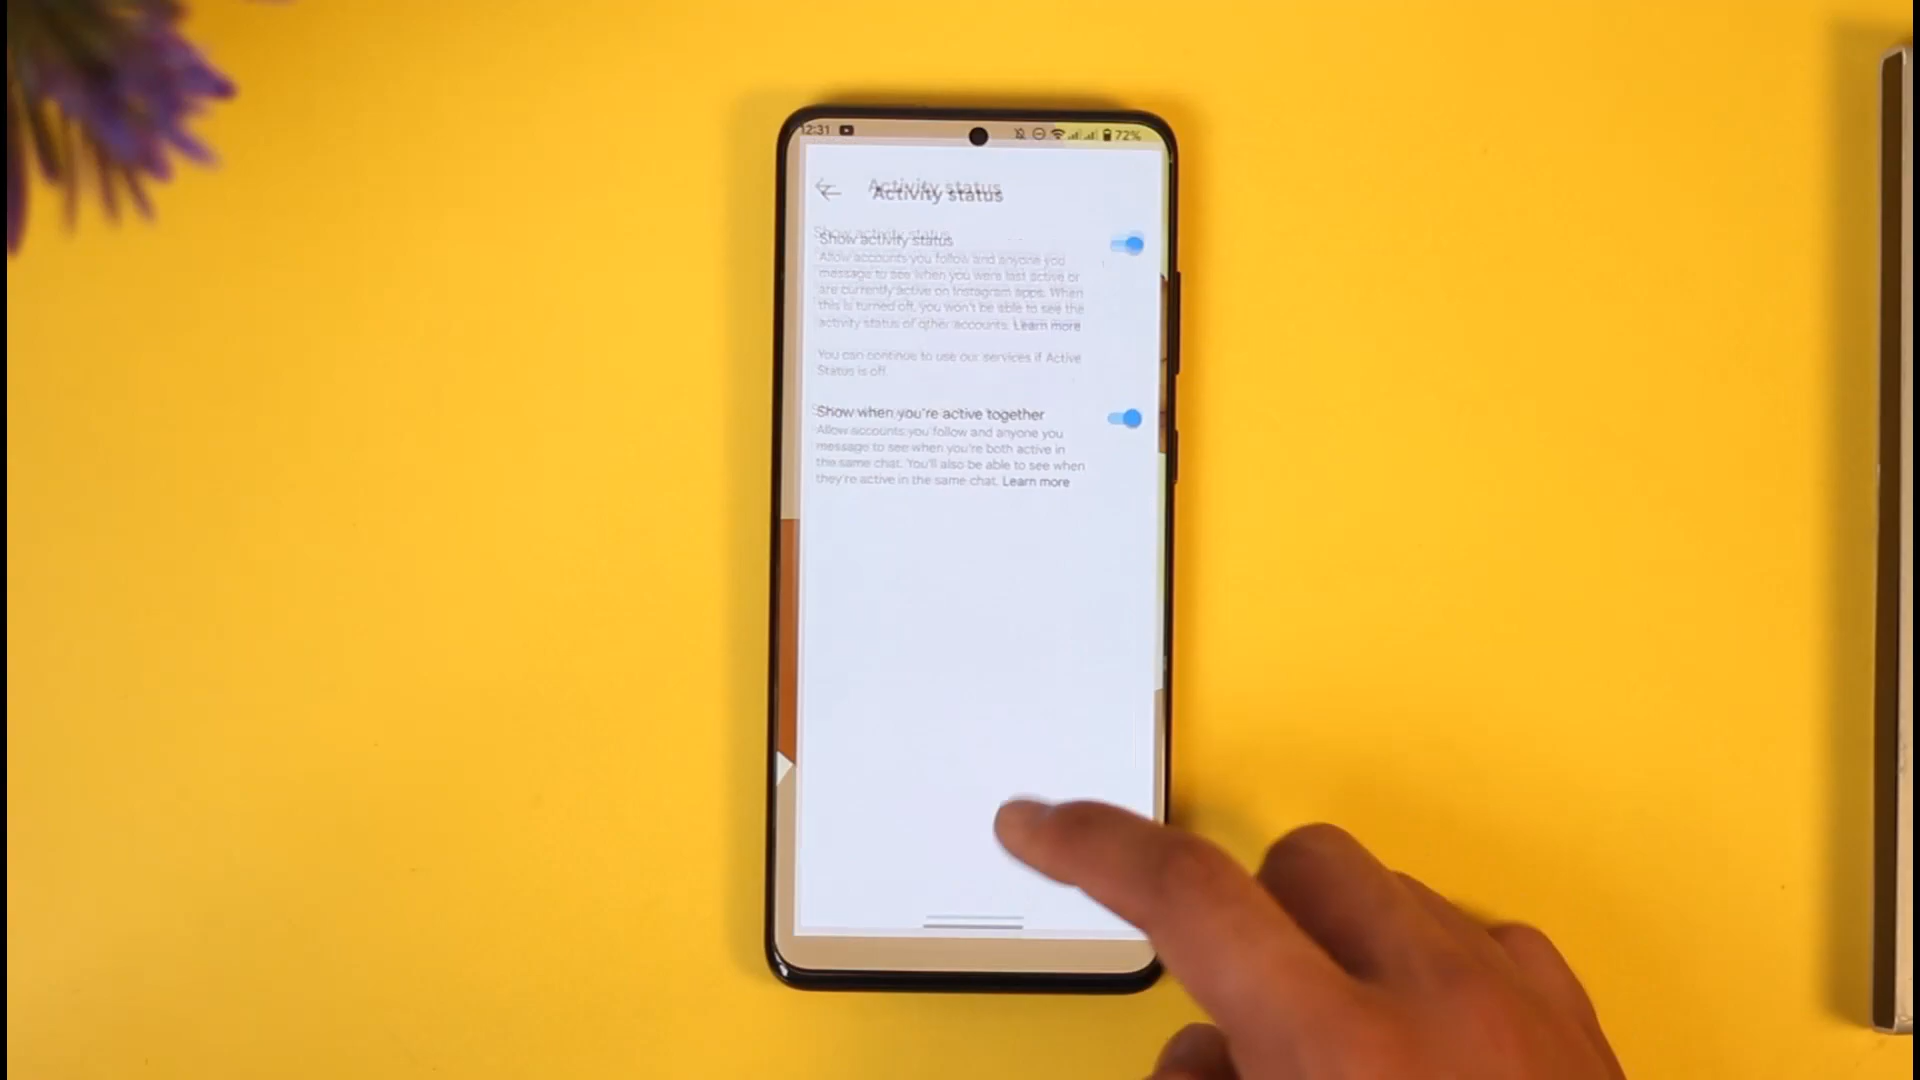 12:31
72%
Activity status
Show activity status
Allow accounts you follow and anyone you
message to see when you were last active or
are currently active on Instagram apps. When
this is turned off, you won't be able to see the
activity status of other accounts. Learn more
You can continue to use our services if Active
Status is off.
Show when you're active together
Allow accounts you follow and anyone you
message to see when you're both active in
the same chat. You'll also be able to see when
they're active in the same chat. Learn more